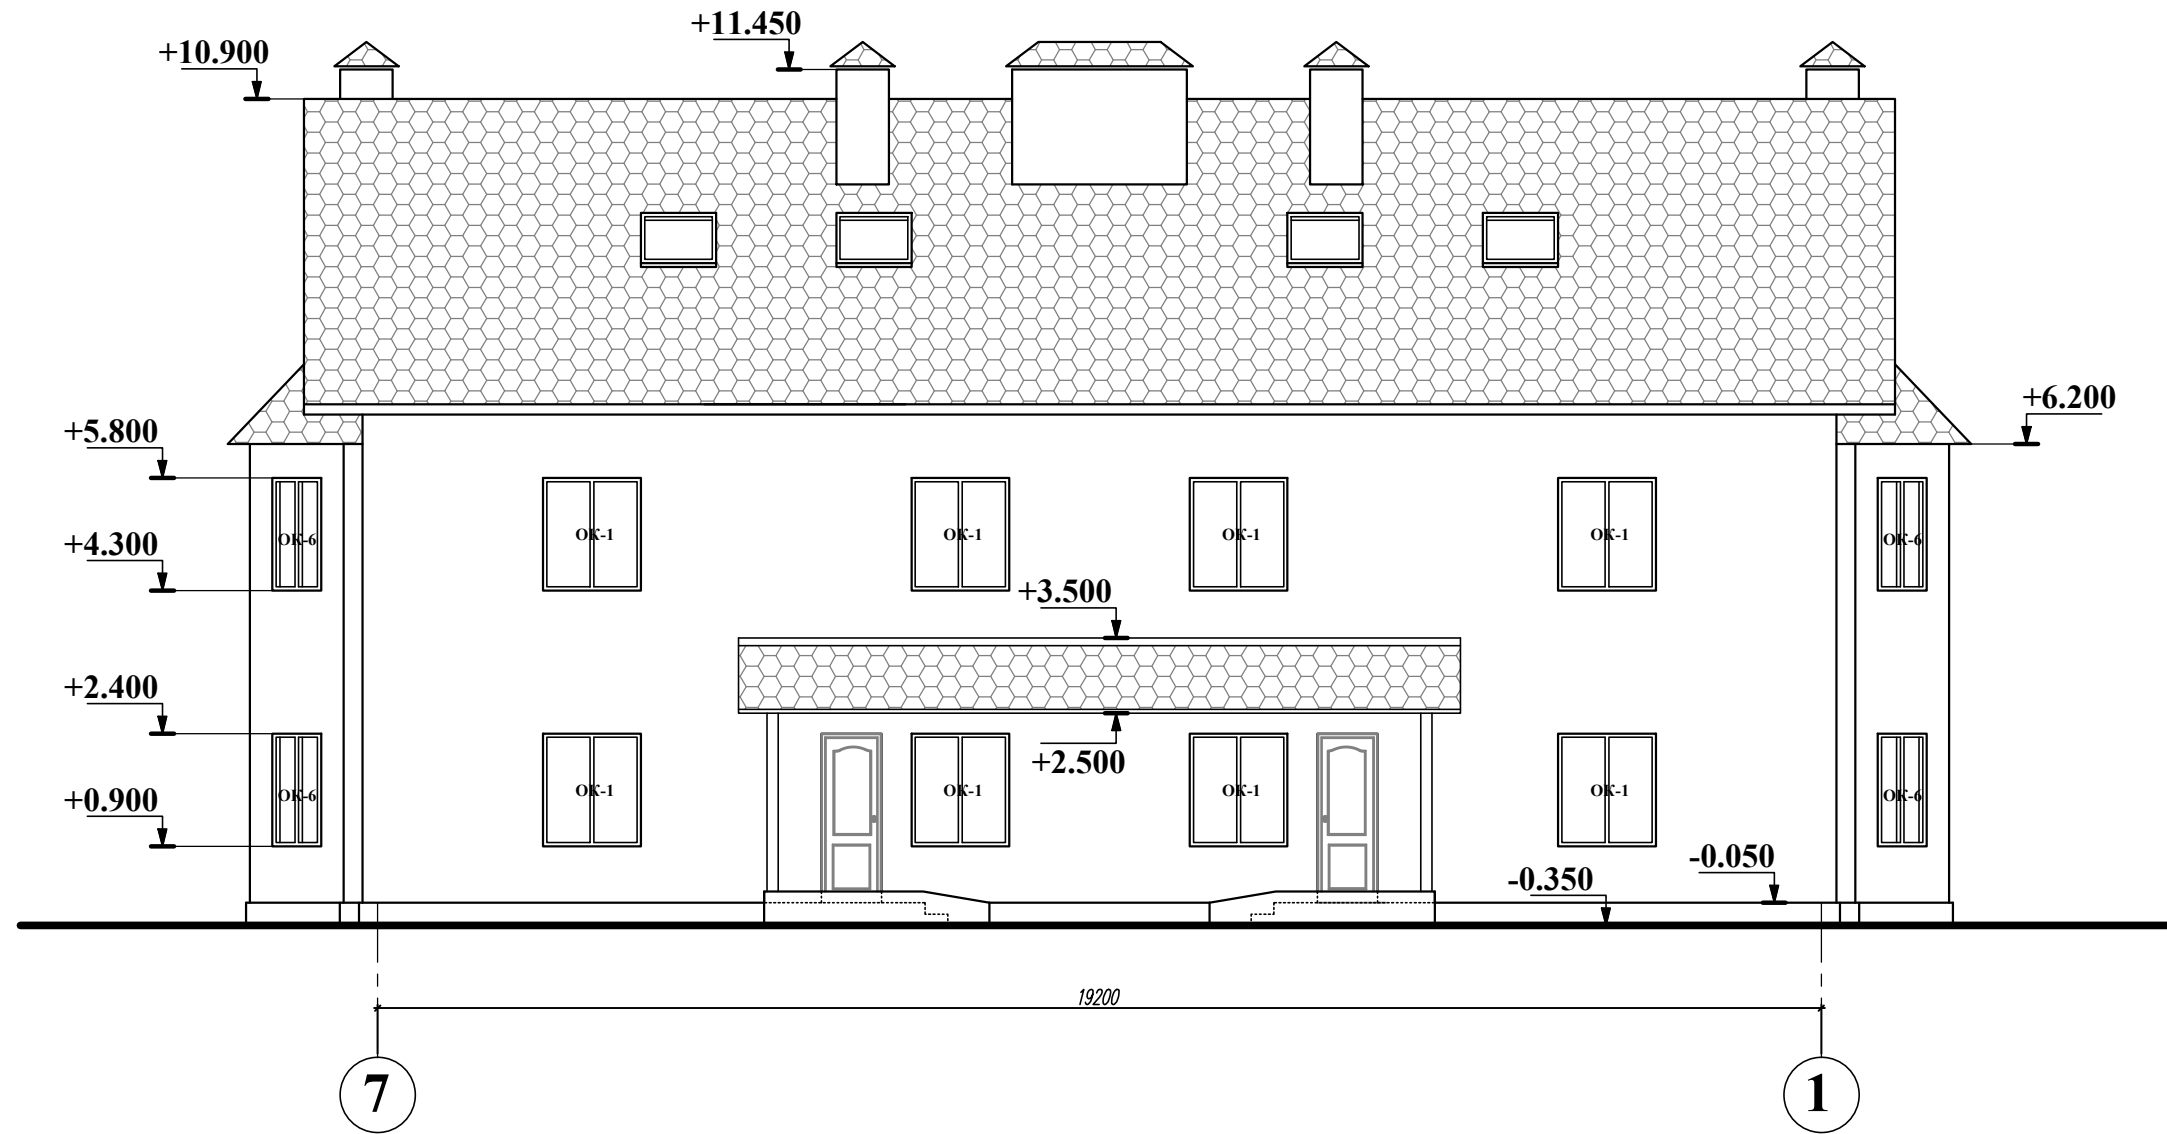 +11.450
+10.900
+6.200
+5.800
ОК-6
ОК-1
ОК-1
ОК-1
ОК-1
ОК-6
+4.300
+3.500
+2.400
+2.500
+0.900
ОК-6
ОК-1
ОК-1
ОК-1
ОК-1
ОК-6
-0.050
-0.350
19200
7
1